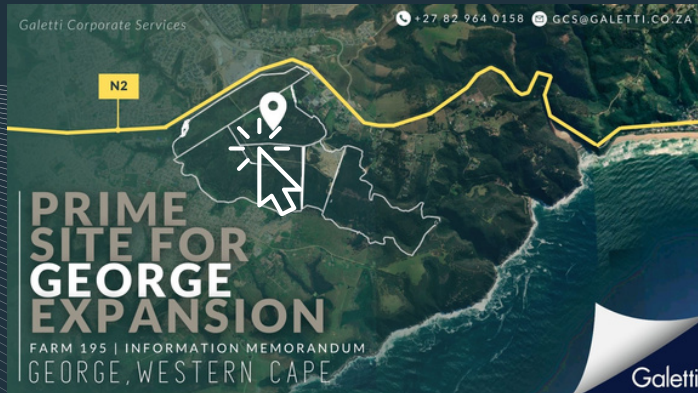 Galetti Corporate Services
+27 82 964 0158 GCS@GALETTI.CO.ZA
N2
PRIME
SITE FOR
GEORGE
EXPANSION
FARM 195 | INFORMATION MEMORANDUM
GEORGE, WESTERN CAPE
Galetti